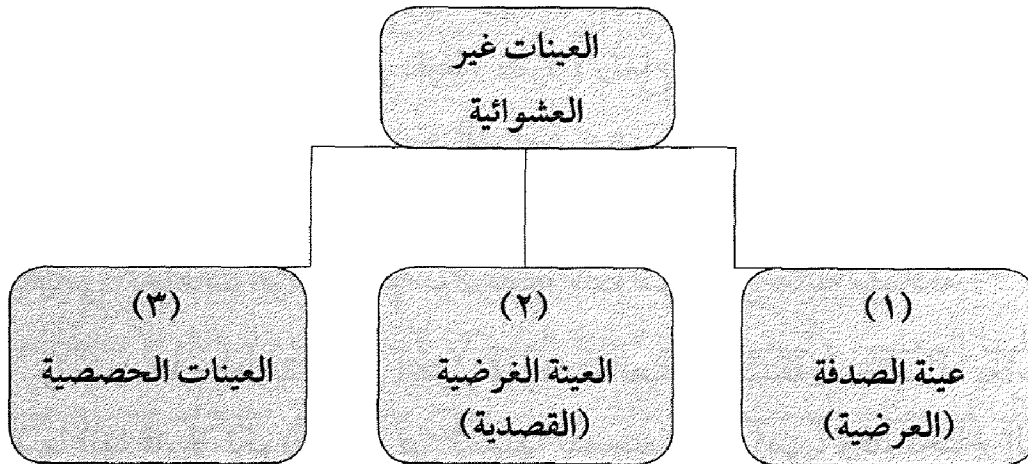 العينات غير
العشوائية
(١)
عينة الصدفة
(العرضية)
(٢)
العينة الغرضية
(القصدية)
(٣)
العينات الحصصية